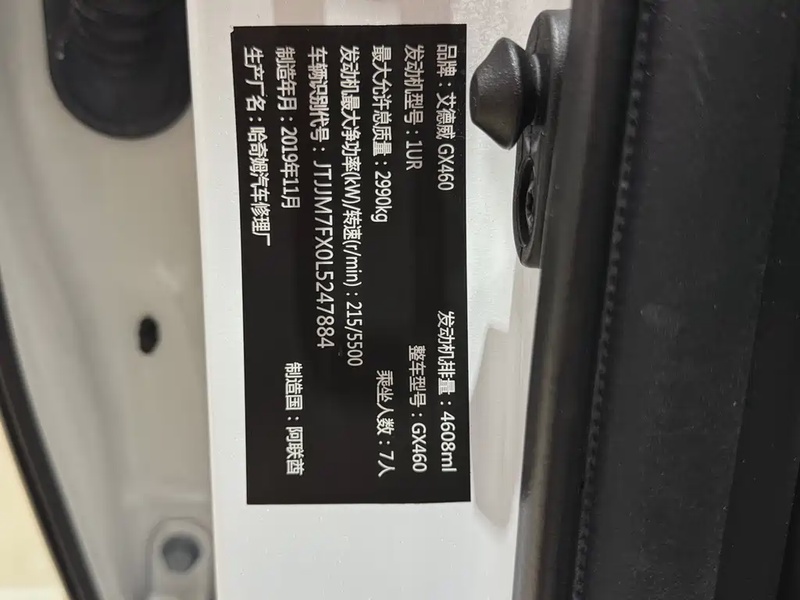 品牌：艾德威 GX460 发动机排量：4608ml
发动机型号：1UR 整车型号：GX460
最大允许总质量：2990kg 乘坐人数：7人
发动机最大净功率(kW)/转速(r/min)：215/5500
车辆识别代号：JTJJM7FX0L5247884
制造年月：2019年11月 制造国：阿联酋
生产厂名：哈奇姆汽车修理厂